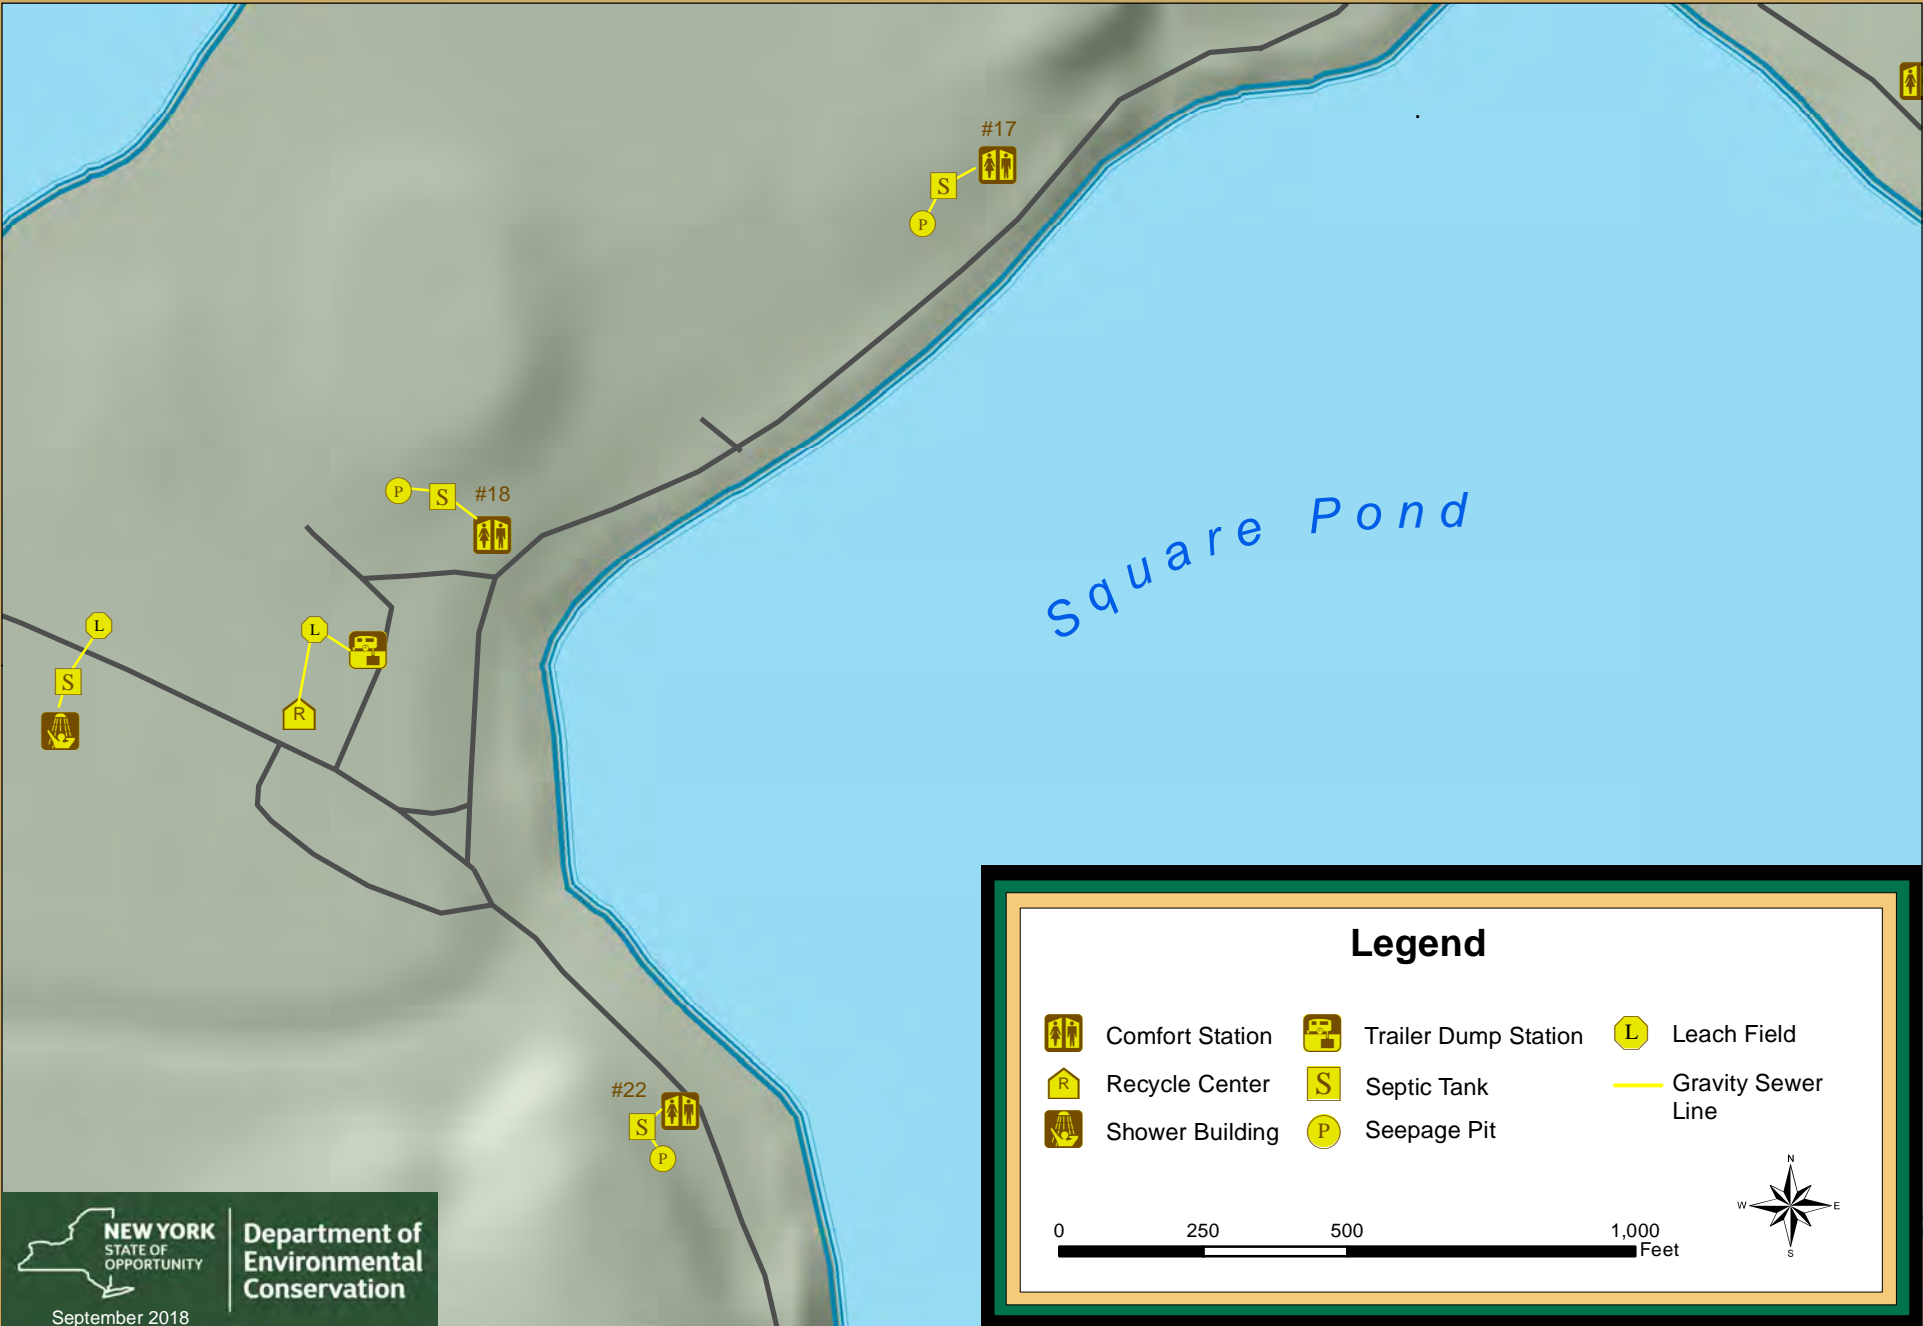 #17
S
P
Square Pond
P
S
#18
L
L
S
R
#22
S
P
Legend
Comfort Station
Trailer Dump Station
L
Leach Field
R
Recycle Center
S
Septic Tank
Gravity Sewer
Line
Shower Building
P
Seepage Pit
N
W
E
S
0
250
500
1,000
Feet
NEW YORK
STATE OF
OPPORTUNITY
Department of
Environmental
Conservation
September 2018